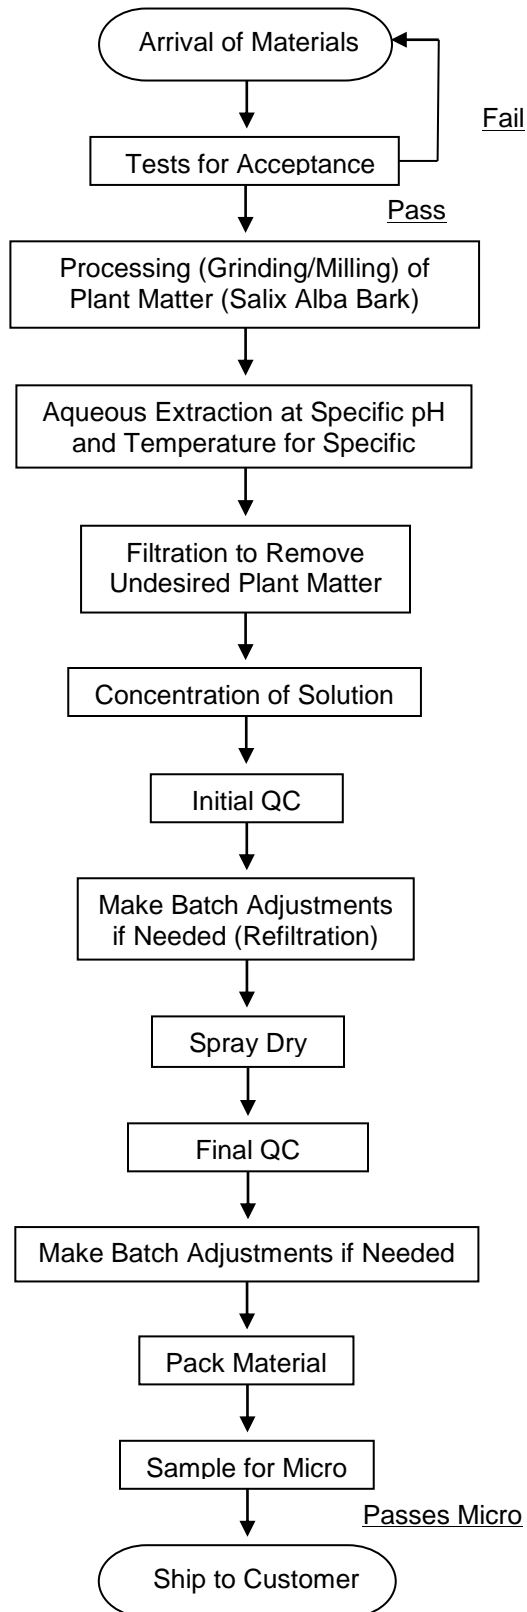 Arrival of Materials
Fail
Tests for Acceptance
Pass
Processing (Grinding/Milling) of
Plant Matter (Salix Alba Bark)
Aqueous Extraction at Specific pH
and Temperature for Specific
Filtration to Remove
Undesired Plant Matter
Concentration of Solution
Initial QC
Make Batch Adjustments
if Needed (Refiltration)
Spray Dry
Final QC
Make Batch Adjustments if Needed
Pack Material
Sample for Micro
Passes Micro
Ship to Customer